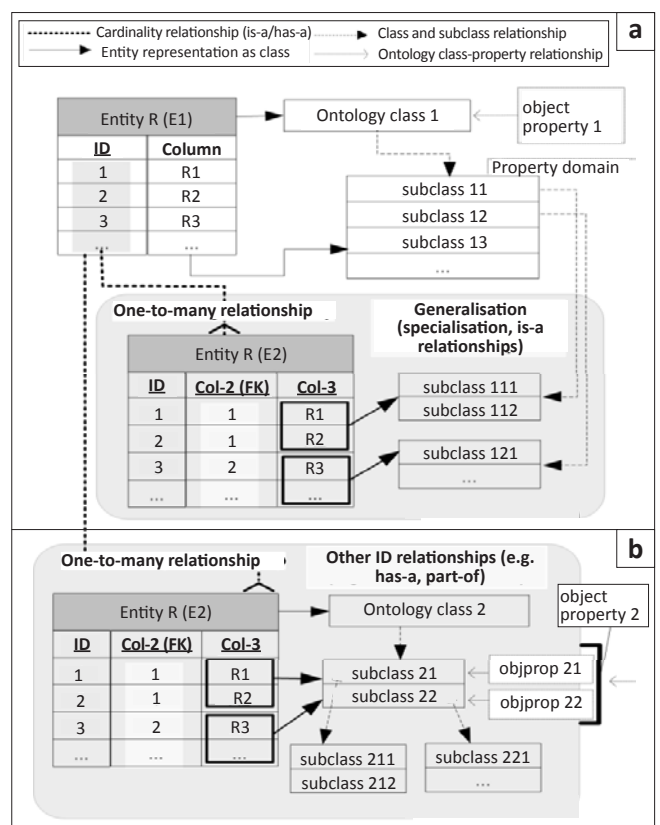 Cardinality relationship (is-a/has-a)
Class and subclass relationship
Entity representation as class
Ontology class-property relationship
a
Entity R (E1)
ID Column
1 R1
2 R2
3 R3
... ...
Ontology class 1
object
property 1
Property domain
subclass 11
subclass 12
subclass 13
...
One-to-many relationship
Generalisation
(specialisation, is-a
relationships)
Entity R (E2)
ID Col-2 (FK) Col-3
1 1 R1
2 1 R2
3 2 R3
... ... ...
subclass 111
subclass 112
subclass 121
...
b
One-to-many relationship
Other ID relationships (e.g.
has-a, part-of)
Entity R (E2)
ID Col-2 (FK) Col-3
1 1 R1
2 1 R2
3 2 R3
... ... ...
Ontology class 2
object
property 2
subclass 21
subclass 22
objprop 21
objprop 22
subclass 211
subclass 212
subclass 221
...